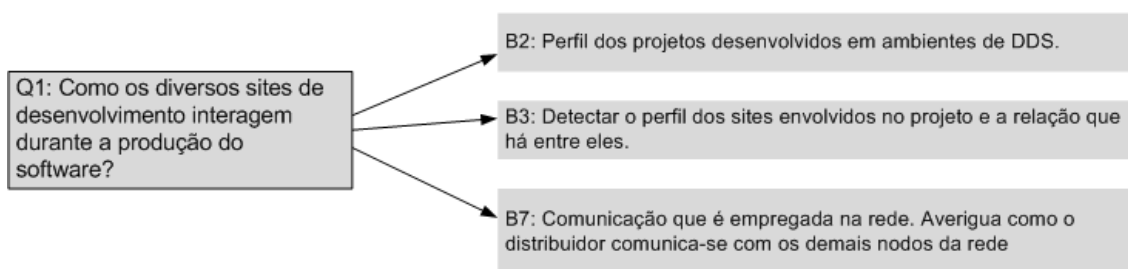 Q1: Como os diversos sites de
desenvolvimento interagem
durante a produção do
software?
B2: Perfil dos projetos desenvolvidos em ambientes de DDS.
B3: Detectar o perfil dos sites envolvidos no projeto e a relação que
há entre eles.
B7: Comunicação que é empregada na rede. Averigua como o
distribuidor comunica-se com os demais nodos da rede